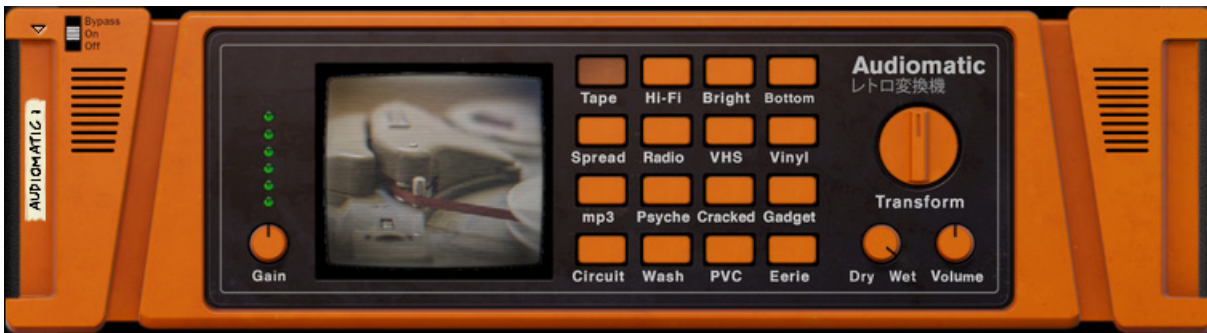 Bypass
On
Off
AUDIOMATIC 1
Gain
Tape Hi-Fi Bright Bottom
Spread Radio VHS Vinyl
mp3 Psyche Cracked Gadget
Circuit Wash PVC Eerie
Audiomatic
レトロ変換機
Transform
Dry Wet Volume